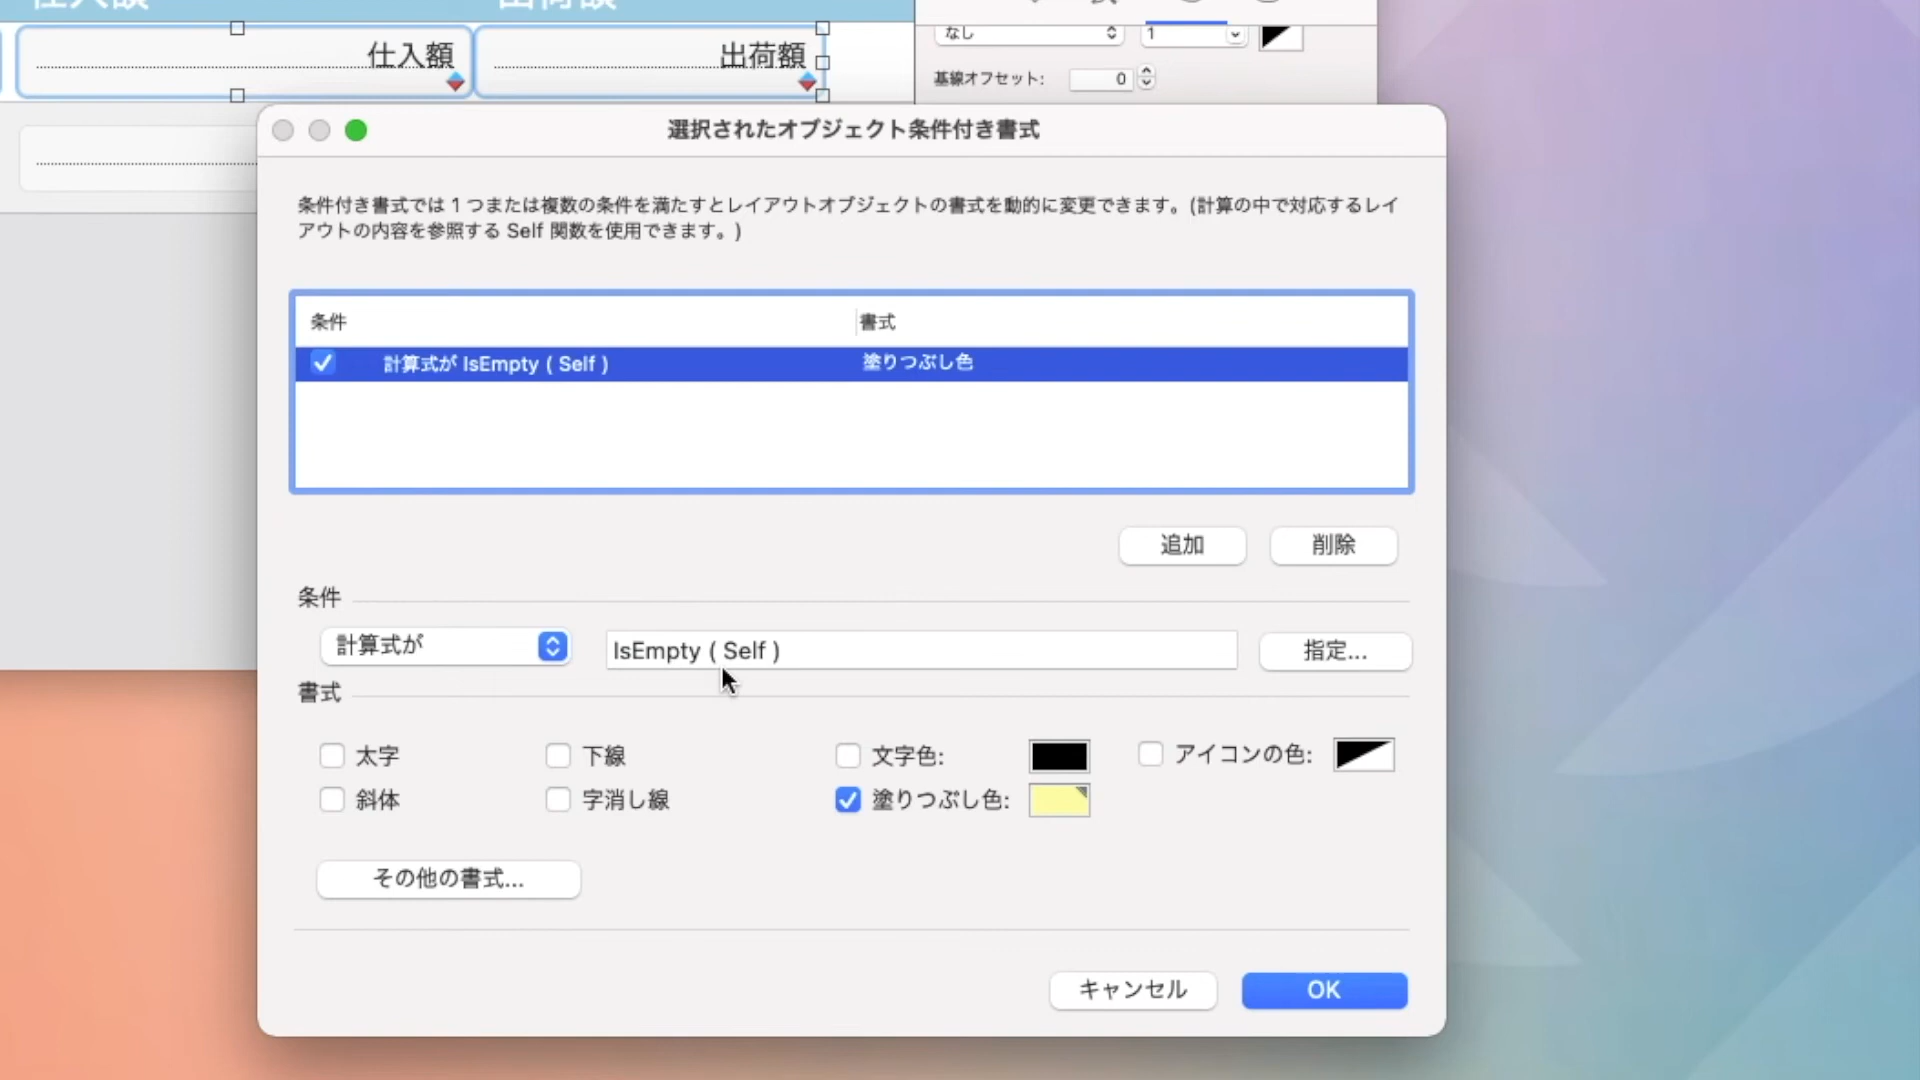 仕入額
出荷額
仕入額
出荷額
なし
1
基線オフセット:
0
選択されたオブジェクト条件付き書式
条件付き書式では 1 つまたは複数の条件を満たすとレイアウトオブジェクトの書式を動的に変更できます。(計算の中で対応するレイ
アウトの内容を参照する Self 関数を使用できます。)
条件
書式
計算式が IsEmpty ( Self )
塗りつぶし色
追加
削除
条件
計算式が
IsEmpty ( Self )
指定...
書式
太字
下線
文字色:
アイコンの色:
斜体
字消し線
塗りつぶし色:
その他の書式...
キャンセル
OK